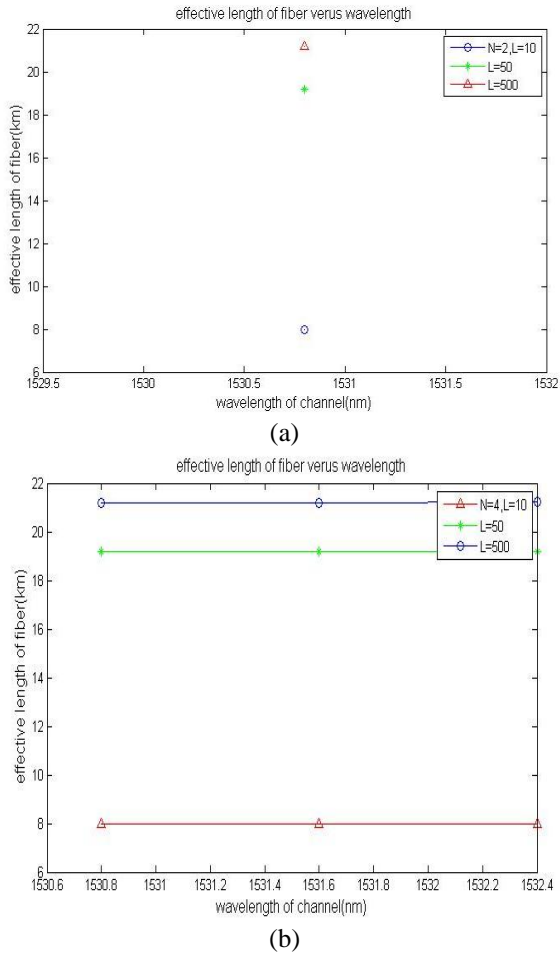 effective length of fiber verus wavelength
22
20
18
16
14
12
10
8
6
effective length of fiber(km)
N=2,L=10
L=50
L=500
1529.5 1530 1530.5 1531 1531.5 1532
wavelength of channel(nm)
(a)
effective length of fiber verus wavelength
22
20
18
16
14
12
10
8
6
effective length of fiber(km)
N=4,L=10
L=50
L=500
1530.6 1530.8 1531 1531.2 1531.4 1531.6 1531.8 1532 1532.2 1532.4
wavelength of channel(nm)
(b)